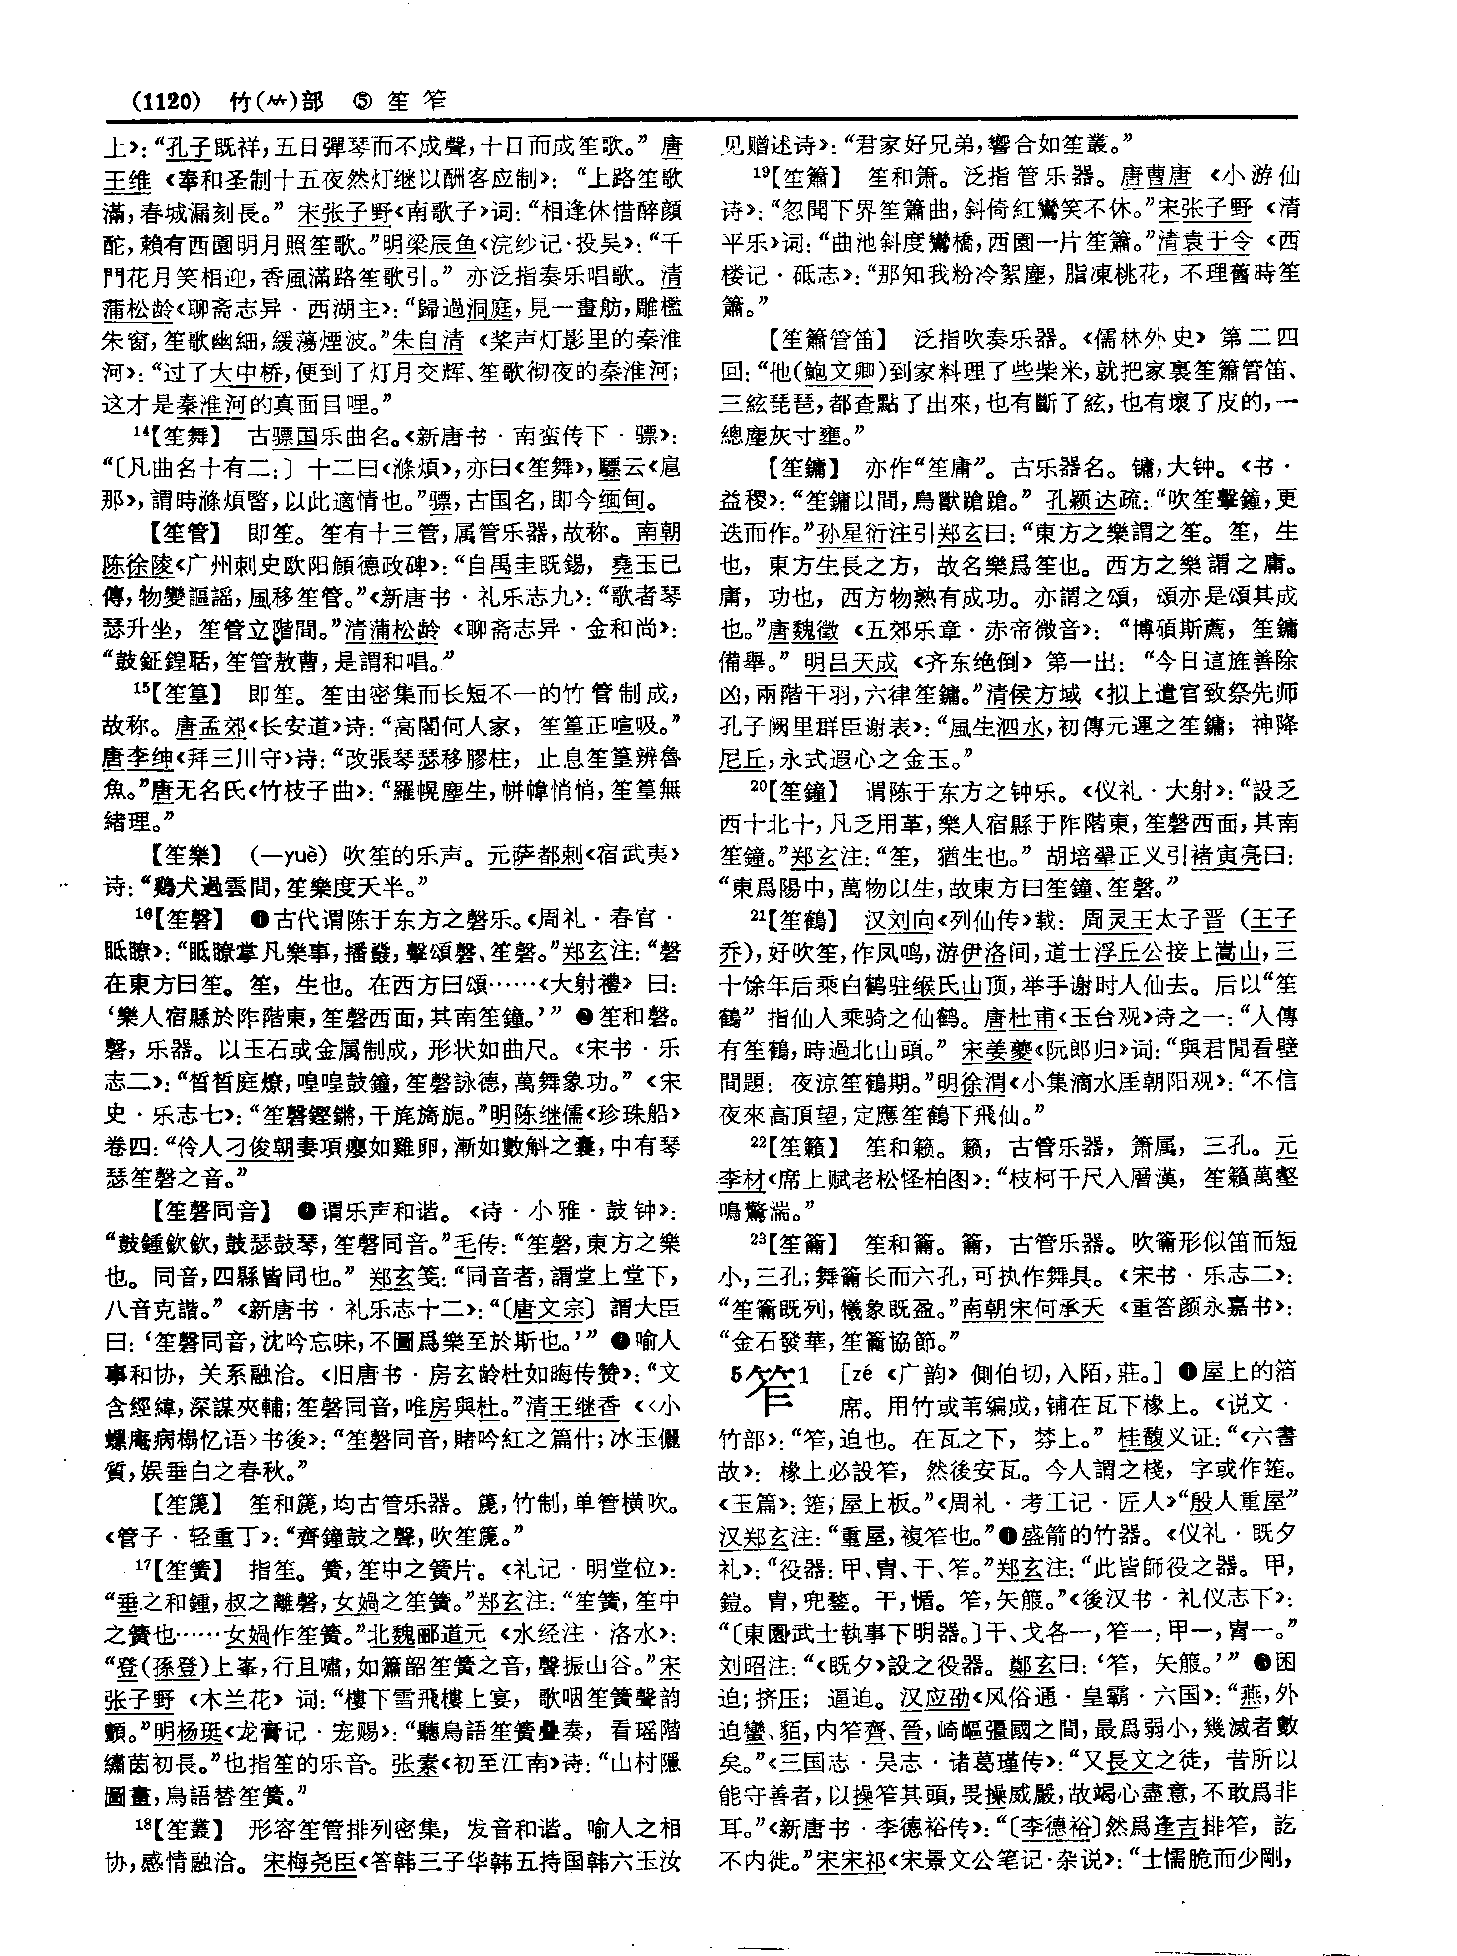 (1120) 竹(⺮)部 ⑤ 笙 笮
上》：“孔子既祥，五日彈琴而不成聲，十日而成笙歌。” 唐
王维《奉和圣制十五夜然灯继以酬客应制》：“上路笙歌
滿，春城漏刻長。” 宋张子野《南歌子》词：“相逢休惜醉顔
酡，賴有西園明月照笙歌。”明梁辰鱼《浣纱记·投吴》：“千
門花月笑相迎，香風滿路笙歌引。” 亦泛指奏乐唱歌。清
蒲松龄《聊斋志异·西湖主》：“歸過洞庭，見一畫舫，雕檻
朱窗，笙歌幽細，緩蕩煙波。”朱自清《桨声灯影里的秦淮
河》：“过了大中桥，便到了灯月交辉、笙歌彻夜的秦淮河；
这才是秦淮河的真面目哩。”
14【笙舞】 古骠国乐曲名。《新唐书·南蛮传下·骠》：
“〔凡曲名十有二：〕十二曰《滌煩》，亦曰《笙舞》，驃云《扈
那》，謂時滌煩暋，以此適情也。”骠，古国名，即今缅甸。
【笙管】 即笙。笙有十三管，属管乐器，故称。南朝
陈徐陵《广州刺史欧阳頠德政碑》：“自禹圭既錫，堯玉已
傳，物變謳謡，風移笙管。”《新唐书·礼乐志九》：“歌者琴
瑟升坐，笙管立階間。”清蒲松龄《聊斋志异·金和尚》：
“鼓鉦鍠聒，笙管敖曹，是謂和唱。”
15【笙篁】 即笙。笙由密集而长短不一的竹管制成，
故称。唐孟郊《长安道》诗：“高閣何人家，笙篁正喧吸。”
唐李绅《拜三川守》诗：“改張琴瑟移膠柱，止息笙篁辨魯
魚。”唐无名氏《竹枝子曲》：“羅幌塵生，帡幃悄悄，笙篁無
緒理。”
【笙樂】 （—yuè）吹笙的乐声。元萨都剌《宿武夷》
诗：“鷄犬過雲間，笙樂度天半。”
16【笙磬】 ❶古代谓陈于东方之磬乐。《周礼·春官·
眡瞭》：“眡瞭掌凡樂事，播鼗，擊頌磬、笙磬。”郑玄注：“磬
在東方曰笙。笙，生也。在西方曰頌……《大射禮》曰：
‘樂人宿縣於阼階東，笙磬西面，其南笙鐘。’” ❷笙和磬。
磬，乐器。以玉石或金属制成，形状如曲尺。《宋书·乐
志二》：“晢晢庭燎，喤喤鼓鐘，笙磬詠德，萬舞象功。”《宋
史·乐志七》：“笙磬鏗鏘，干旄旖旎。”明陈继儒《珍珠船》
卷四：“伶人刁俊朝妻項癭如雞卵，漸如數斛之囊，中有琴
瑟笙磬之音。”
【笙磬同音】 ❶谓乐声和谐。《诗·小雅·鼓钟》：
“鼓鍾欽欽，鼓瑟鼓琴，笙磬同音。”毛传：“笙磬，東方之樂
也。同音，四縣皆同也。” 郑玄笺：“同音者，謂堂上堂下，
八音克諧。”《新唐书·礼乐志十二》：“〔唐文宗〕謂大臣
曰：‘笙磬同音，沈吟忘味，不圖爲樂至於斯也。’” ❷喻人
事和协，关系融洽。《旧唐书·房玄龄杜如晦传赞》：“文
含經緯，深謀夾輔；笙磬同音，唯房與杜。”清王继香《〈小
螺庵病榻忆语〉书後》：“笙磬同音，賭吟紅之篇什；冰玉儷
質，娱垂白之春秋。”
【笙箎】 笙和箎，均古管乐器。箎，竹制，单管横吹。
《管子·轻重丁》：“齊鐘鼓之聲，吹笙箎。”
17【笙簧】 指笙。簧，笙中之簧片。《礼记·明堂位》：
“垂之和鍾，叔之離磬，女媧之笙簧。”郑玄注：“笙簧，笙中
之簧也……女媧作笙簧。”北魏郦道元《水经注·洛水》：
“登（孫登）上峯，行且嘯，如簫韶笙簧之音，聲振山谷。”宋
张子野《木兰花》词：“樓下雪飛樓上宴，歌咽笙簧聲韵
顫。”明杨珽《龙膏记·宠赐》：“聽鳥語笙簧疊奏，看瑶階
繡茵初長。”也指笙的乐音。张素《初至江南》诗：“山村隱
圖畫，鳥語替笙簧。”
18【笙叢】 形容笙管排列密集，发音和谐。喻人之相
协，感情融洽。宋梅尧臣《答韩三子华韩五持国韩六玉汝
见赠述诗》：“君家好兄弟，響合如笙叢。”
19【笙簫】 笙和箫。泛指管乐器。唐曹唐《小游仙
诗》：“忽聞下界笙簫曲，斜倚紅鸞笑不休。”宋张子野《清
平乐》词：“曲池斜度鸞橋，西園一片笙簫。”清袁于令《西
楼记·砥志》：“那知我粉冷絮塵，脂凍桃花，不理舊時笙
簫。”
【笙簫管笛】 泛指吹奏乐器。《儒林外史》第二四
回：“他（鮑文卿）到家料理了些柴米，就把家裏笙簫管笛、
三絃琵琶，都查點了出來，也有斷了絃，也有壞了皮的，一
總塵灰寸壅。”
【笙鏞】 亦作“笙庸”。古乐器名。镛，大钟。《书·
益稷》：“笙鏞以間，鳥獸蹌蹌。” 孔颖达疏：“吹笙擊鐘，更
迭而作。”孙星衍注引郑玄曰：“東方之樂謂之笙。笙，生
也，東方生長之方，故名樂爲笙也。西方之樂謂之庸。
庸，功也，西方物熟有成功。亦謂之頌，頌亦是頌其成
也。”唐魏徵《五郊乐章·赤帝徵音》：“博碩斯薦，笙鏞
備舉。” 明吕天成《齐东绝倒》第一出：“今日這旌善除
凶，兩階干羽，六律笙鏞。”清侯方域《拟上遣官致祭先师
孔子阙里群臣谢表》：“風生泗水，初傳元運之笙鏞；神降
尼丘，永式遐心之金玉。”
20【笙鐘】 谓陈于东方之钟乐。《仪礼·大射》：“設乏
西十北十，凡乏用革，樂人宿縣于阼階東，笙磬西面，其南
笙鐘。”郑玄注：“笙，猶生也。” 胡培翚正义引褚寅亮曰：
“東爲陽中，萬物以生，故東方曰笙鐘、笙磬。”
21【笙鶴】 汉刘向《列仙传》载：周灵王太子晋（王子
乔），好吹笙，作凤鸣，游伊洛间，道士浮丘公接上嵩山，三
十馀年后乘白鹤驻缑氏山顶，举手谢时人仙去。后以“笙
鶴”指仙人乘骑之仙鹤。唐杜甫《玉台观》诗之一：“人傳
有笙鶴，時過北山頭。” 宋姜夔《阮郎归》词：“與君閒看壁
間題，夜涼笙鶴期。”明徐渭《小集滴水厓朝阳观》：“不信
夜來高頂望，定應笙鶴下飛仙。”
22【笙籟】 笙和籁。籁，古管乐器，箫属，三孔。元
李材《席上赋老松怪柏图》：“枝柯千尺入層漢，笙籟萬壑
鳴驚湍。”
23【笙籥】 笙和籥。籥，古管乐器。吹籥形似笛而短
小，三孔；舞籥长而六孔，可执作舞具。《宋书·乐志二》：
“笙籥既列，犧象既盈。”南朝宋何承天《重答颜永嘉书》：
“金石發華，笙籥協節。”
5笮1 ［zé《广韵》側伯切，入陌，莊。］❶屋上的箔
席。用竹或苇编成，铺在瓦下椽上。《说文·
竹部》：“笮，迫也。在瓦之下，棼上。” 桂馥义证：“《六書
故》：椽上必設笮，然後安瓦。今人謂之棧，字或作筰。
《玉篇》：筰，屋上板。”《周礼·考工记·匠人》“殷人重屋”
汉郑玄注：“重屋，複笮也。”❷盛箭的竹器。《仪礼·既夕
礼》：“役器：甲、冑、干、笮。”郑玄注：“此皆師役之器。甲，
鎧。冑，兜鍪。干，楯。笮，矢箙。”《後汉书·礼仪志下》：
“〔東園武士執事下明器。〕干、戈各一，笮一，甲一，冑一。”
刘昭注：“《既夕》設之役器。鄭玄曰：‘笮，矢箙。’” ❸困
迫；挤压；逼迫。汉应劭《风俗通·皇霸·六国》：“燕，外
迫蠻、貊，内笮齊、晉，崎嶇彊國之間，最爲弱小，幾滅者數
矣。”《三国志·吴志·诸葛瑾传》：“又長文之徒，昔所以
能守善者，以操笮其頭，畏操威嚴，故竭心盡意，不敢爲非
耳。”《新唐书·李德裕传》：“〔李德裕〕然爲逢吉排笮，訖
不内徙。”宋宋祁《宋景文公笔记·杂说》：“士懦脆而少剛，